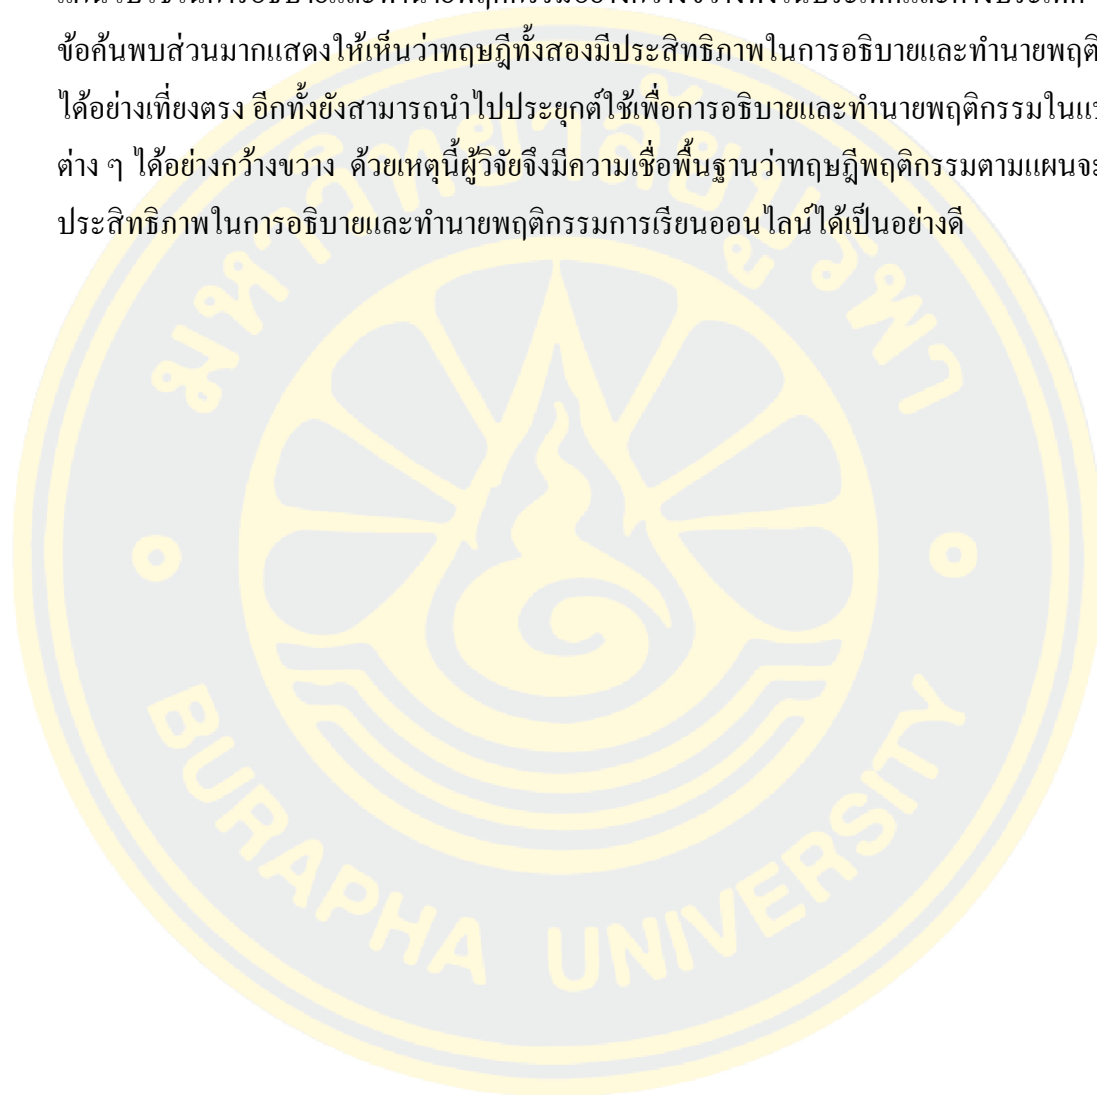 ข้อค้นพบส่วนมากแสดงให้เห็นว่าทฤษฎีทั้งสองมีประสิทธิภาพในการอธิบายและทำนายพฤติ
ได้อย่างเที่ยงตรง อีกทั้งยังสามารถนำไปประยุกต์ใช้เพื่อการอธิบายและทำนายพฤติกรรมในแ
ต่าง ๆ ได้อย่างกว้างขวาง ด้วยเหตุนี้ผู้วิจัยจึงมีความเชื่อพื้นฐานว่าทฤษฎีพฤติกรรมตามแผนจะ
ประสิทธิภาพในการอธิบายและทำนายพฤติกรรมการเรียนออนไลน์ได้เป็นอย่างดี
มหาวิทยาลัยบูรพา
BURAPHA UNIVERSITY